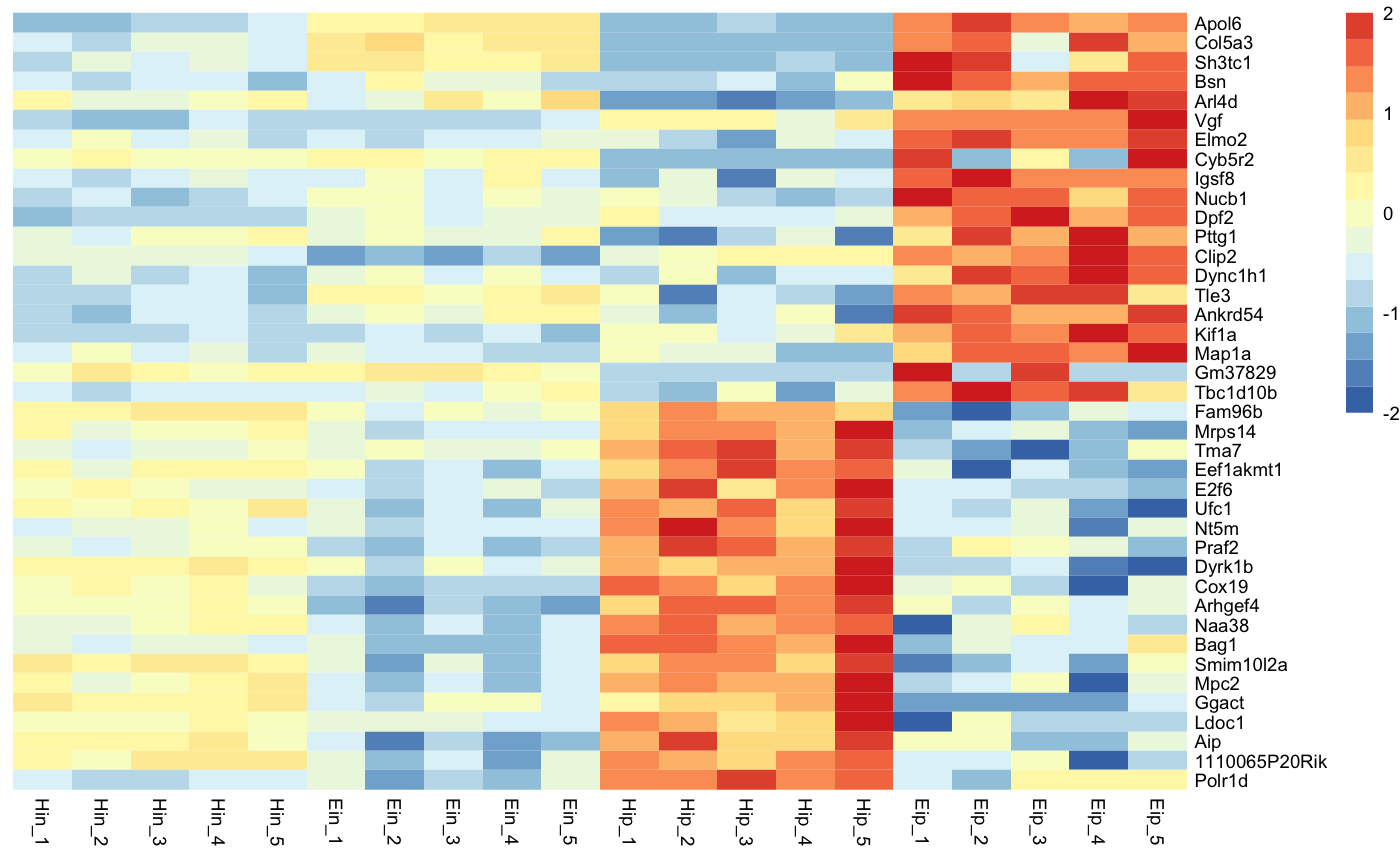 Apol6
Col5a3
Sh3tc1
Bsn
Arl4d
Vgf
Elmo2
Cyb5r2
Igsf8
Nucb1
Dpf2
Pttg1
Clip2
Dync1h1
Tle3
Ankrd54
Kif1a
Map1a
Gm37829
Tbc1d10b
Fam96b
Mrps14
Tma7
Eef1akmt1
E2f6
Ufc1
Nt5m
Praf2
Dyrk1b
Cox19
Arhgef4
Naa38
Bag1
Smim10l2a
Mpc2
Ggact
Ldoc1
Aip
1110065P20Rik
Polr1d
Hin_1
Hin_2
Hin_3
Hin_4
Hin_5
Ein_1
Ein_2
Ein_3
Ein_4
Ein_5
Hip_1
Hip_2
Hip_3
Hip_4
Hip_5
Eip_1
Eip_2
Eip_3
Eip_4
Eip_5
2
1
0
-1
-2